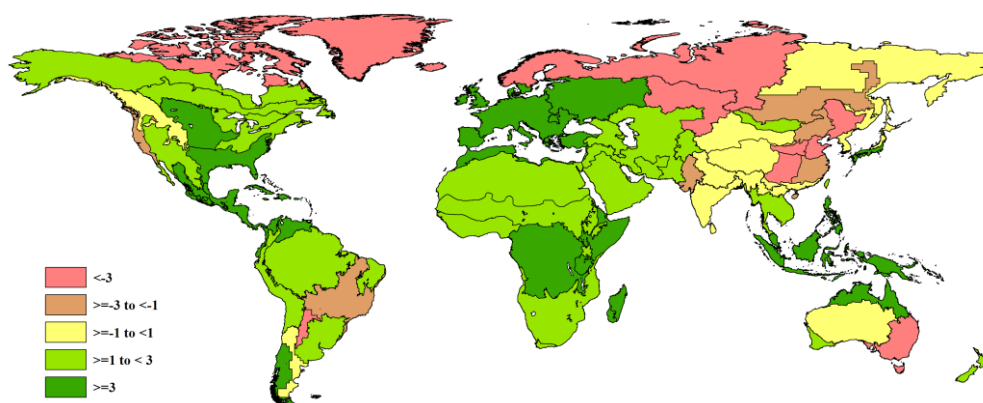 <-3
>=-3 to <-1
>=-1 to <1
>=1 to < 3
>=3